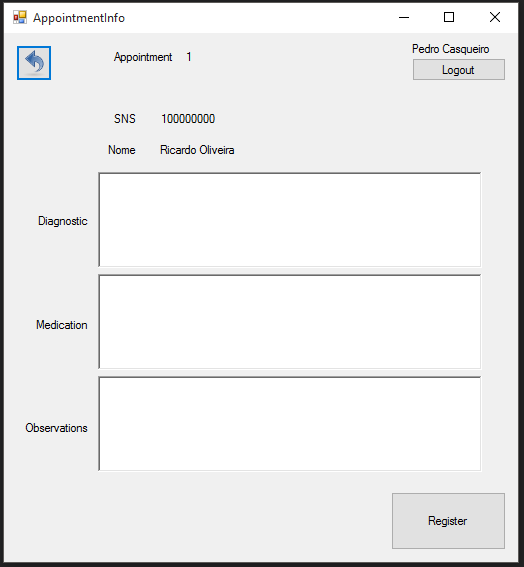 AppointmentInfo
Pedro Casqueiro
Appointment 1
Logout
SNS 100000000
Nome Ricardo Oliveira
Diagnostic
Medication
Observations
Register